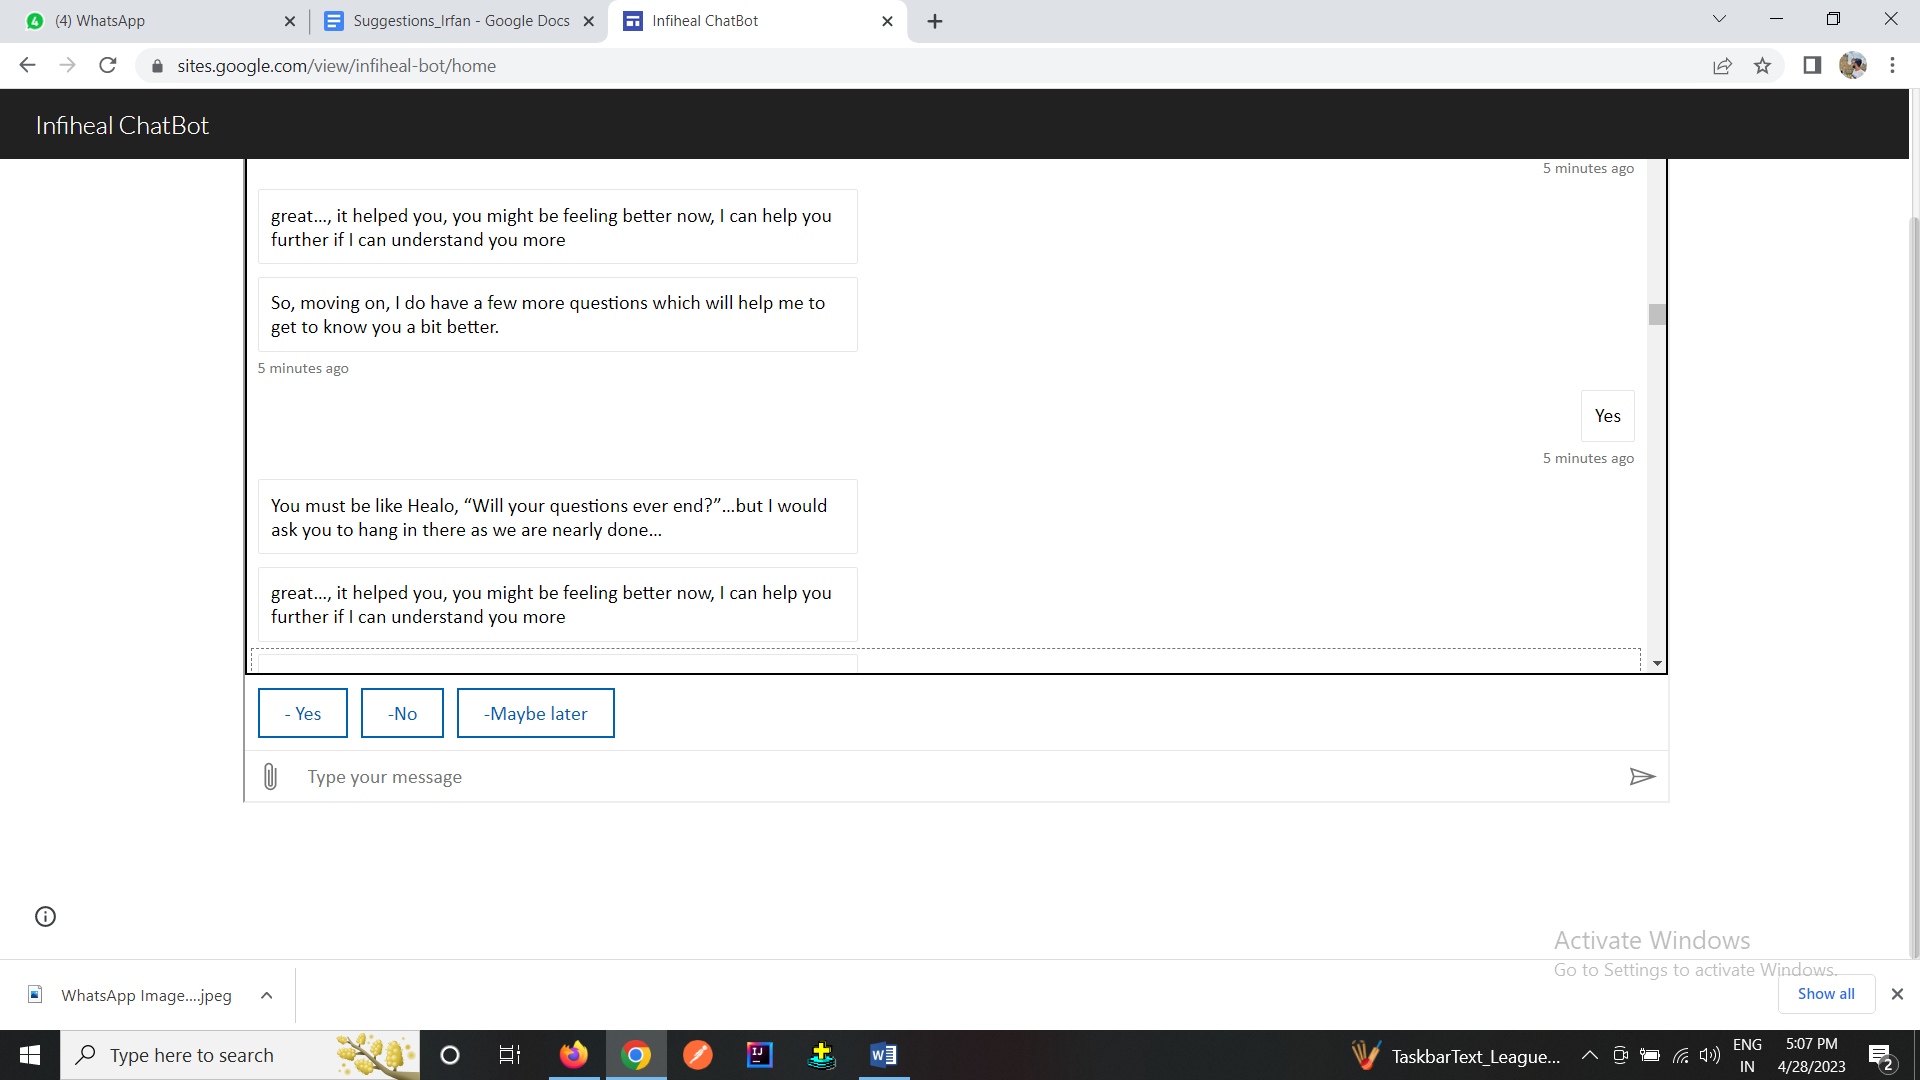 (4) WhatsApp
Suggestions_Irfan - Google Docs
Infiheal ChatBot
sites.google.com/view/infiheal-bot/home
Infiheal ChatBot
5 minutes ago
great..., it helped you, you might be feeling better now, I can help you
further if I can understand you more
So, moving on, I do have a few more questions which will help me to
get to know you a bit better.
5 minutes ago
Yes
5 minutes ago
You must be like Healo, “Will your questions ever end?”...but I would
ask you to hang in there as we are nearly done...
great..., it helped you, you might be feeling better now, I can help you
further if I can understand you more
- Yes
-No
-Maybe later
Type your message
Activate Windows
Go to Settings to activate Windows.
WhatsApp Image....jpeg
Show all
Type here to search
TaskbarText_League...
ENG
IN
5:07 PM
4/28/2023
2